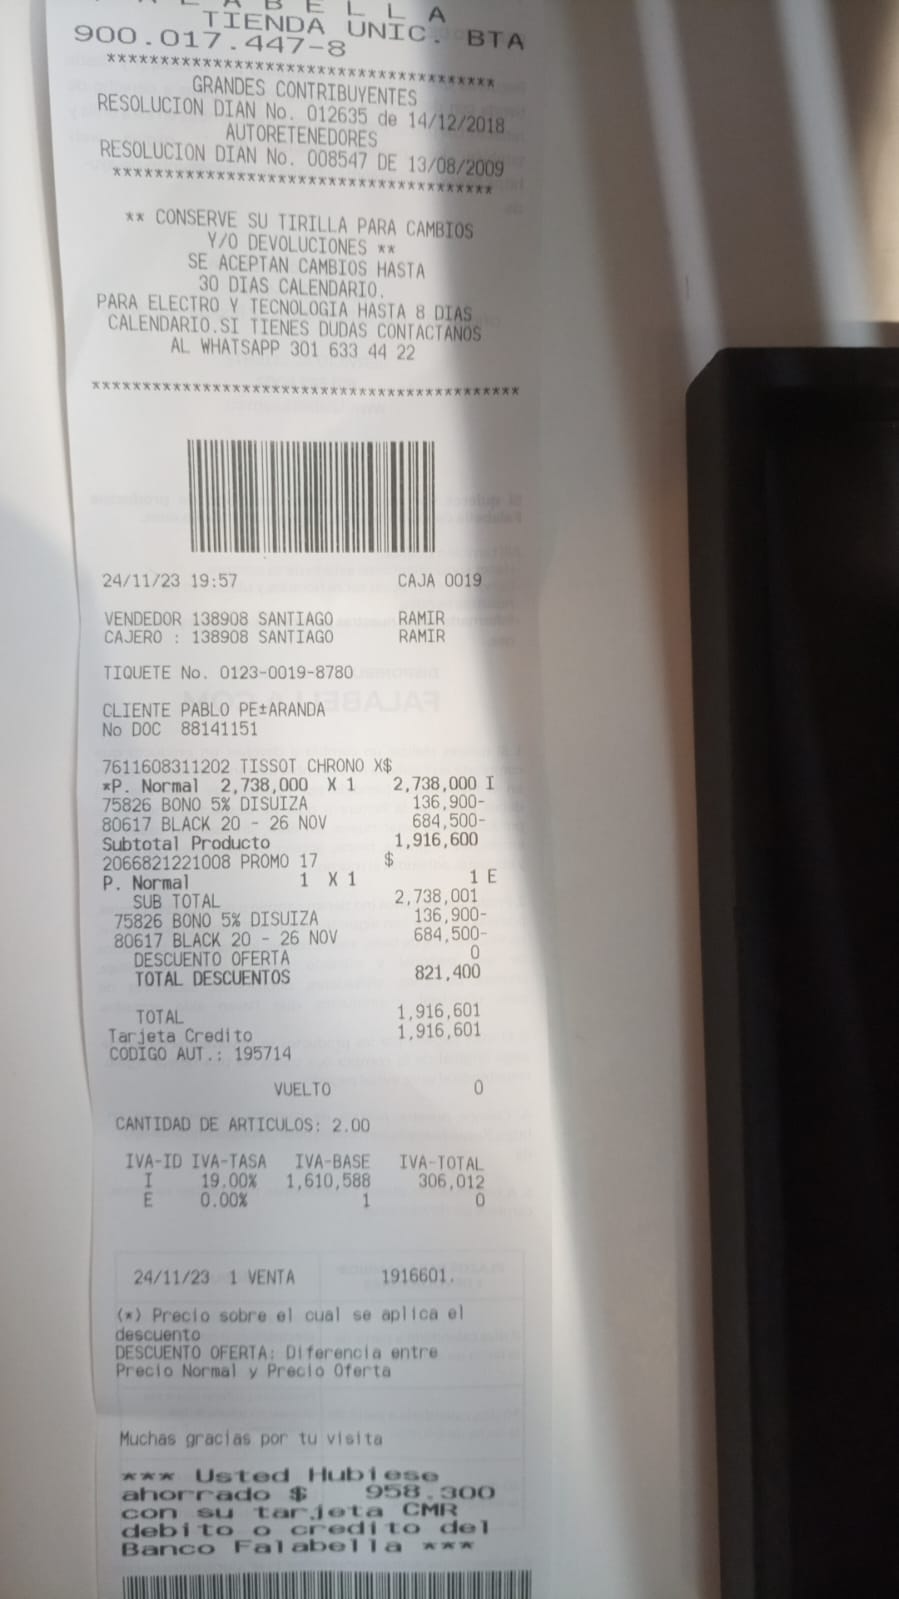 A B E L L A
TIENDA UNIC. BTA
900.017.447-8
*************************************
GRANDES CONTRIBUYENTES
RESOLUCION DIAN No. 012635 de 14/12/2018
AUTORETENEDORES
RESOLUCION DIAN No. 008547 DE 13/08/2009
*************************************
** CONSERVE SU TIRILLA PARA CAMBIOS
Y/O DEVOLUCIONES **
SE ACEPTAN CAMBIOS HASTA
30 DIAS CALENDARIO.
PARA ELECTRO Y TECNOLOGIA HASTA 8 DIAS
CALENDARIO.SI TIENES DUDAS CONTACTANOS
AL WHATSAPP 301 633 44 22
******************************************
24/11/23 19:57 CAJA 0019
VENDEDOR 138908 SANTIAGO RAMIR
CAJERO : 138908 SANTIAGO RAMIR
TIQUETE No. 0123-0019-8780
CLIENTE PABLO PE±ARANDA
No DOC 88141151
7611608311202 TISSOT CHRONO X$
*P. Normal 2,738,000 X 1 2,738,000 I
75826 BONO 5% DISUIZA 136,900-
80617 BLACK 20 - 26 NOV 684,500-
Subtotal Producto 1,916,600
2066821221008 PROMO 17 $
P. Normal 1 X 1 1 E
SUB TOTAL 2,738,001
75826 BONO 5% DISUIZA 136,900-
80617 BLACK 20 - 26 NOV 684,500-
DESCUENTO OFERTA 0
TOTAL DESCUENTOS 821,400
TOTAL 1,916,601
Tarjeta Credito 1,916,601
CODIGO AUT.: 195714
VUELTO 0
CANTIDAD DE ARTICULOS: 2.00
IVA-ID IVA-TASA IVA-BASE IVA-TOTAL
I 19.00% 1,610,588 306,012
E 0.00% 1 0
24/11/23 1 VENTA 1916601.
(*) Precio sobre el cual se aplica el
descuento
DESCUENTO OFERTA: Diferencia entre
Precio Normal y Precio Oferta
Muchas gracias por tu visita
*** Usted Hubiese
ahorrado $ 958.300
con su tarjeta CMR
debito o credito del
Banco Falabella ***